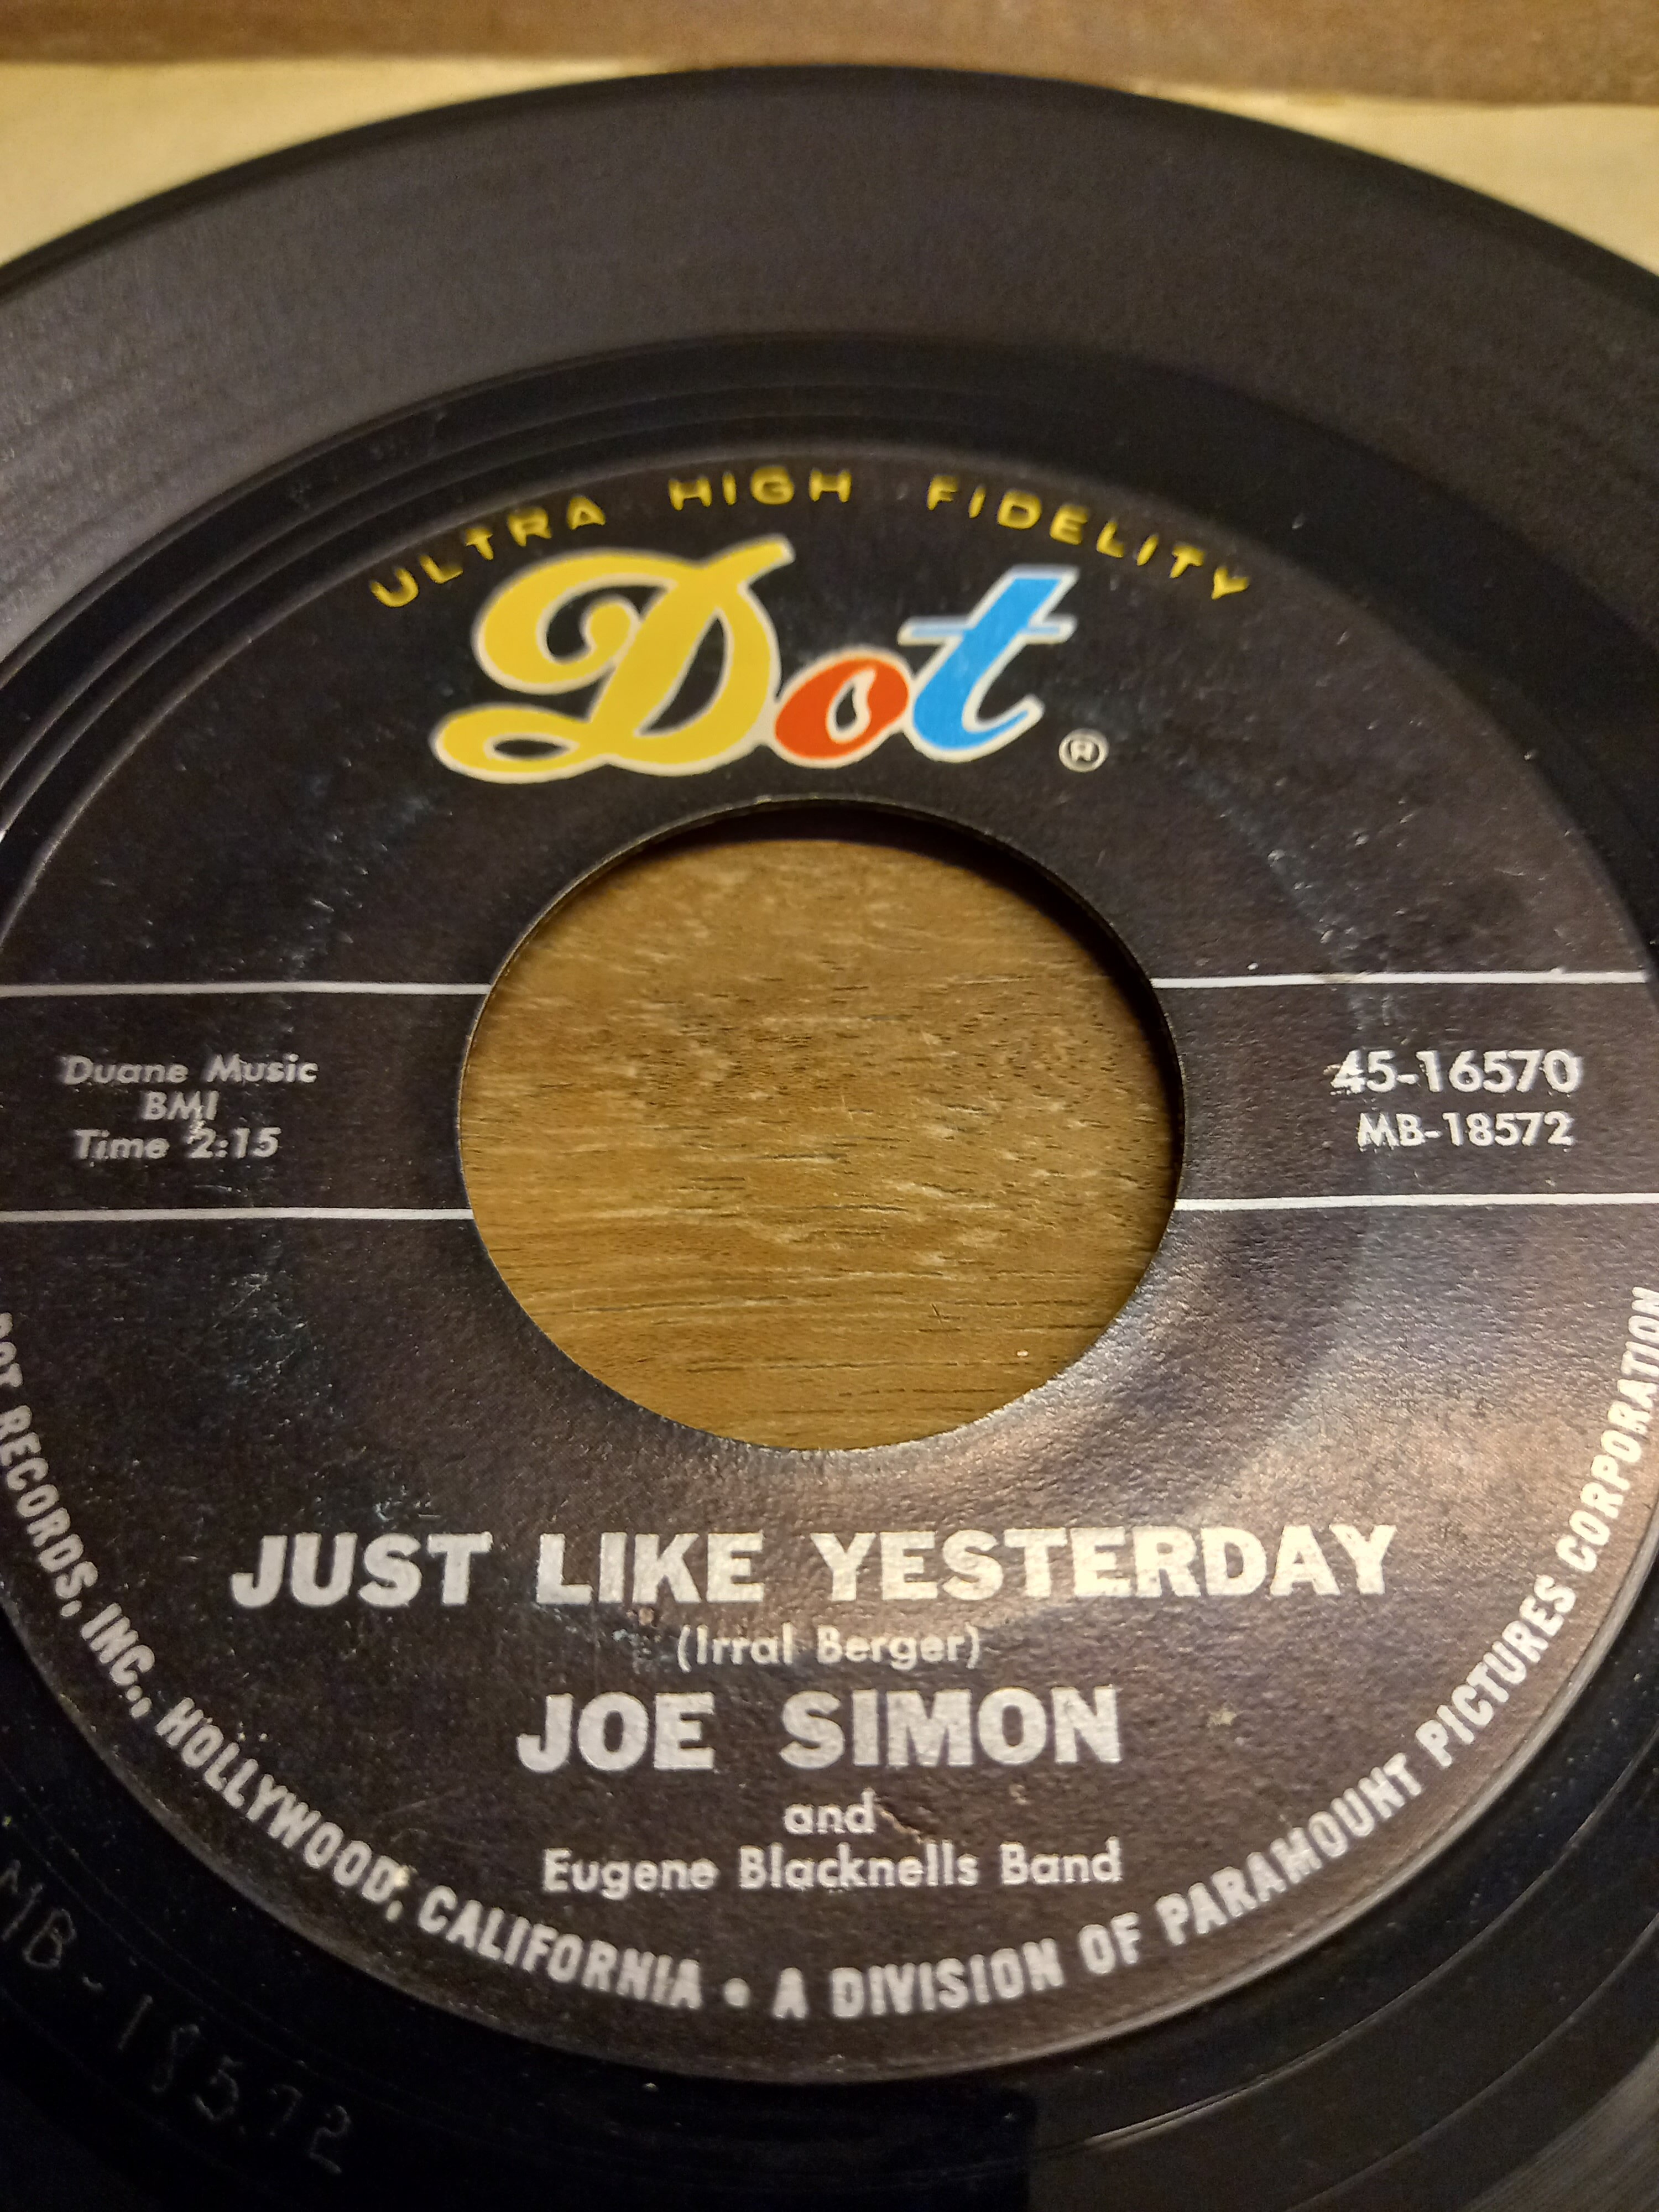 ULTRA HIGH FIDELITY
Dot ®
Duane Music
BMI
Time 2:15
45-16570
MB-18572
JUST LIKE YESTERDAY
(Irral Berger)
JOE SIMON
and
Eugene Blacknells Band
DOT RECORDS, INC., HOLLYWOOD, CALIFORNIA • A DIVISION OF PARAMOUNT PICTURES CORPORATION
MB-18572